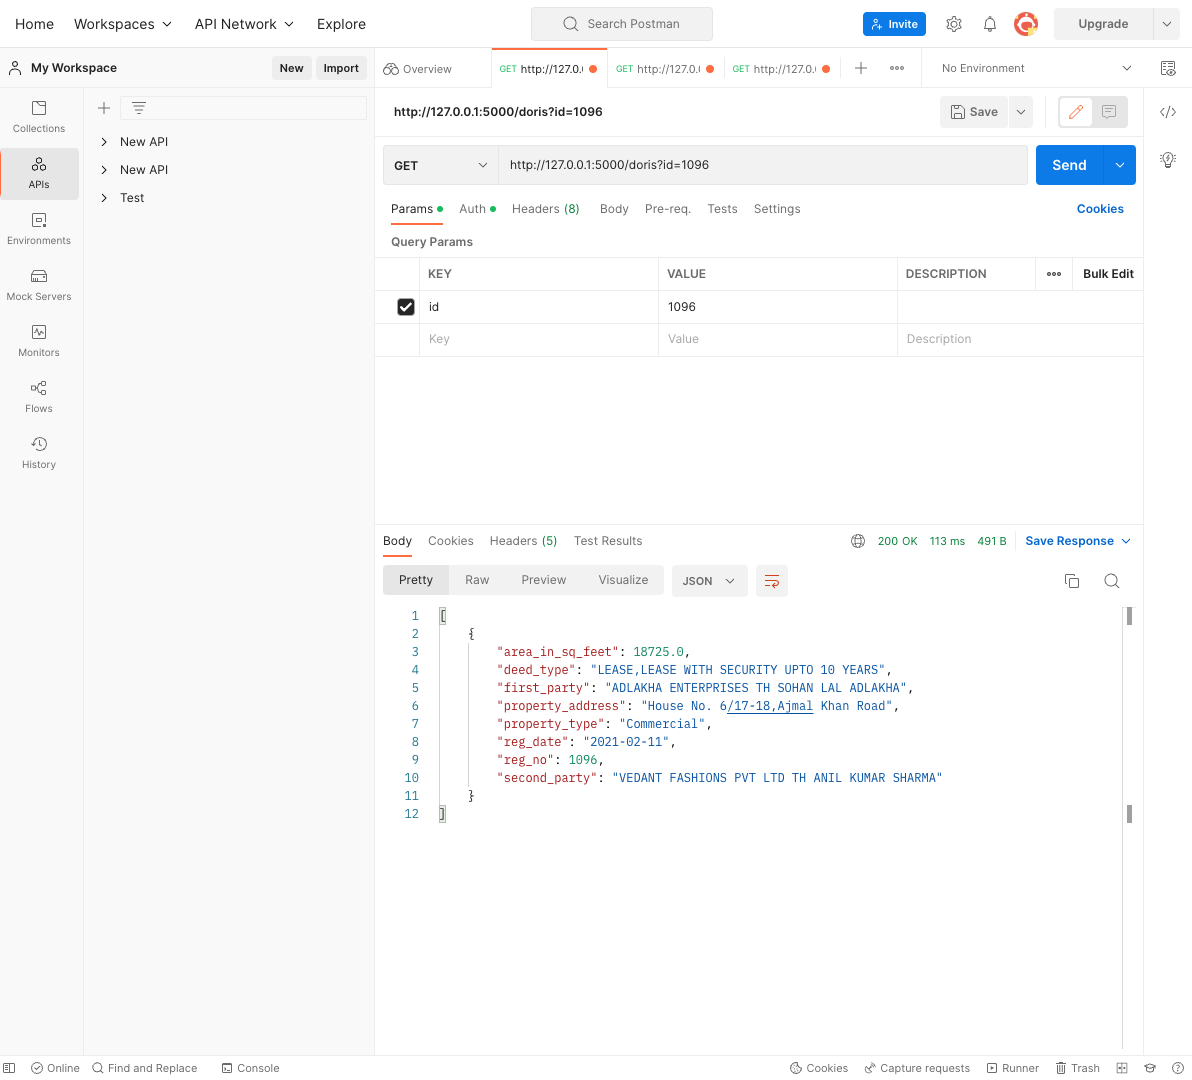 Home Workspaces API Network Explore Search Postman Invite Upgrade
My Workspace New Import Overview GET http://127.0.( GET http://127.0.( GET http://127.0.( No Environment
Collections
APIs
Environments
Mock Servers
Monitors
Flows
History
New API
New API
Test
http://127.0.0.1:5000/doris?id=1096 Save
GET http://127.0.0.1:5000/doris?id=1096 Send
Params Auth Headers (8) Body Pre-req. Tests Settings Cookies
Query Params
KEY VALUE DESCRIPTION Bulk Edit
id 1096
Key Value Description
Body Cookies Headers (5) Test Results 200 OK 113 ms 491 B Save Response
Pretty Raw Preview Visualize JSON
1 [
2 {
3 "area_in_sq_feet": 18725.0,
4 "deed_type": "LEASE,LEASE WITH SECURITY UPTO 10 YEARS",
5 "first_party": "ADLAKHA ENTERPRISES TH SOHAN LAL ADLAKHA",
6 "property_address": "House No. 6/17-18,Ajmal Khan Road",
7 "property_type": "Commercial",
8 "reg_date": "2021-02-11",
9 "reg_no": 1096,
10 "second_party": "VEDANT FASHIONS PVT LTD TH ANIL KUMAR SHARMA"
11 }
12 ]
Online Find and Replace Console Cookies Capture requests Runner Trash